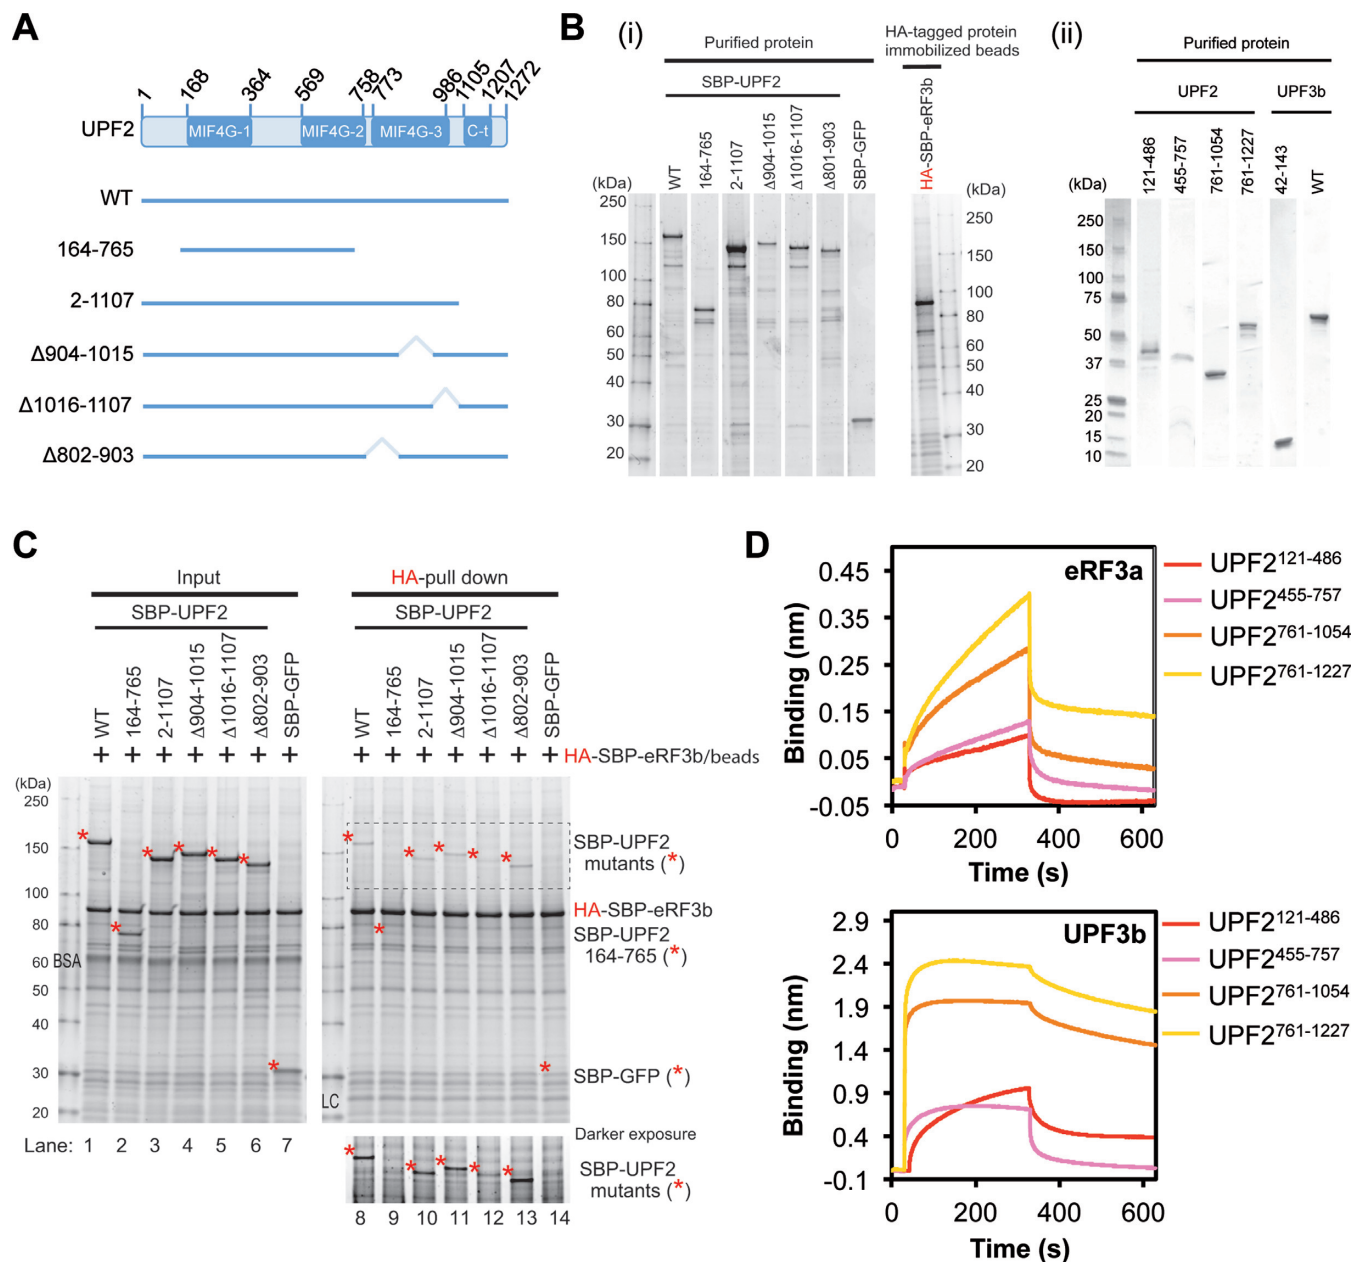 A
1 168 364 569 758 773 986 1105 1207 1272
UPF2 MIF4G-1 MIF4G-2 MIF4G-3 C-t
WT
164-765
2-1107
Δ904-1015
Δ1016-1107
Δ802-903
B
(i)
Purified protein
SBP-UPF2
HA-tagged protein
immobilized beads
WT 164-765 2-1107 Δ904-1015 Δ1016-1107 Δ801-903 SBP-GFP
HA-SBP-eRF3b
(kDa)
250
150
100
80
60
50
40
30
20
(kDa)
250
150
100
80
60
50
40
30
20
(ii)
Purified protein
UPF2 UPF3b
121-486 455-757 761-1054 761-1227 42-143 WT
(kDa)
250
150
100
75
50
37
25
20
15
10
C
Input
SBP-UPF2
WT 164-765 2-1107 Δ904-1015 Δ1016-1107 Δ802-903 SBP-GFP
+ + + + + + +
HA-pull down
SBP-UPF2
WT 164-765 2-1107 Δ904-1015 Δ1016-1107 Δ802-903 SBP-GFP
+ + + + + + + HA-SBP-eRF3b/beads
(kDa)
250
150
100
80
60 BSA
50
40
30
20
* * * * * * *
LC
* * * * * * *
SBP-UPF2
mutants (*)
HA-SBP-eRF3b
SBP-UPF2
164-765 (*)
SBP-GFP (*)
Lane: 1 2 3 4 5 6 7
Darker exposure
* * * * *
SBP-UPF2
mutants (*)
8 9 10 11 12 13 14
D
eRF3a
Binding (nm)
0.45
0.35
0.25
0.15
0.05
-0.05
0 200 400 600
Time (s)
UPF2121-486
UPF2455-757
UPF2761-1054
UPF2761-1227
UPF3b
Binding (nm)
2.9
2.4
1.9
1.4
0.9
0.4
-0.1
0 200 400 600
Time (s)
UPF2121-486
UPF2455-757
UPF2761-1054
UPF2761-1227